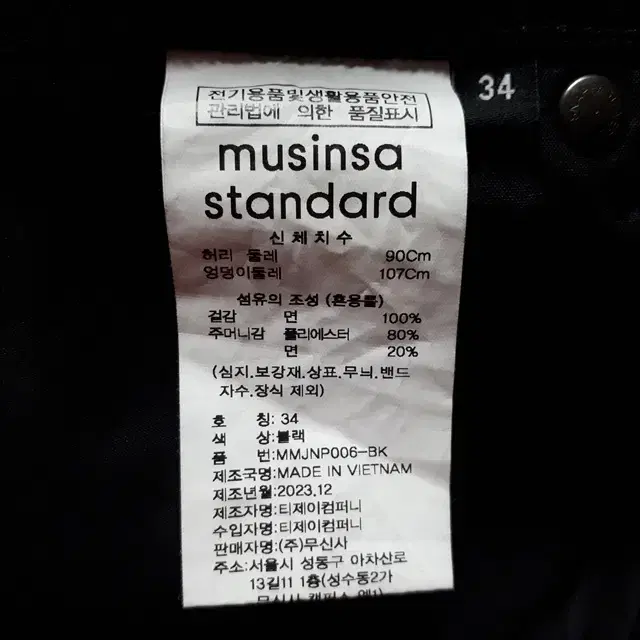 전기용품및생활용품안전
관리법에 의한 품질표시
34
musinsa
standard
신체치수
허리 둘레 90Cm
엉덩이둘레 107Cm
섬유의 조성 (혼용률)
겉감 면 100%
주머니감 폴리에스터 80%
면 20%
(심지.보강재.상표.무늬.밴드
자수.장식 제외)
호 칭: 34
색 상:블랙
품 번:MMJNP006-BK
제조국명:MADE IN VIETNAM
제조년월:2023.12
제조자명:티제이컴퍼니
수입자명:티제이컴퍼니
판매자명:(주)무신사
주소:서울시 성동구 아차산로
13길11 1층(성수동2가
무신사 캠퍼스 엔1)